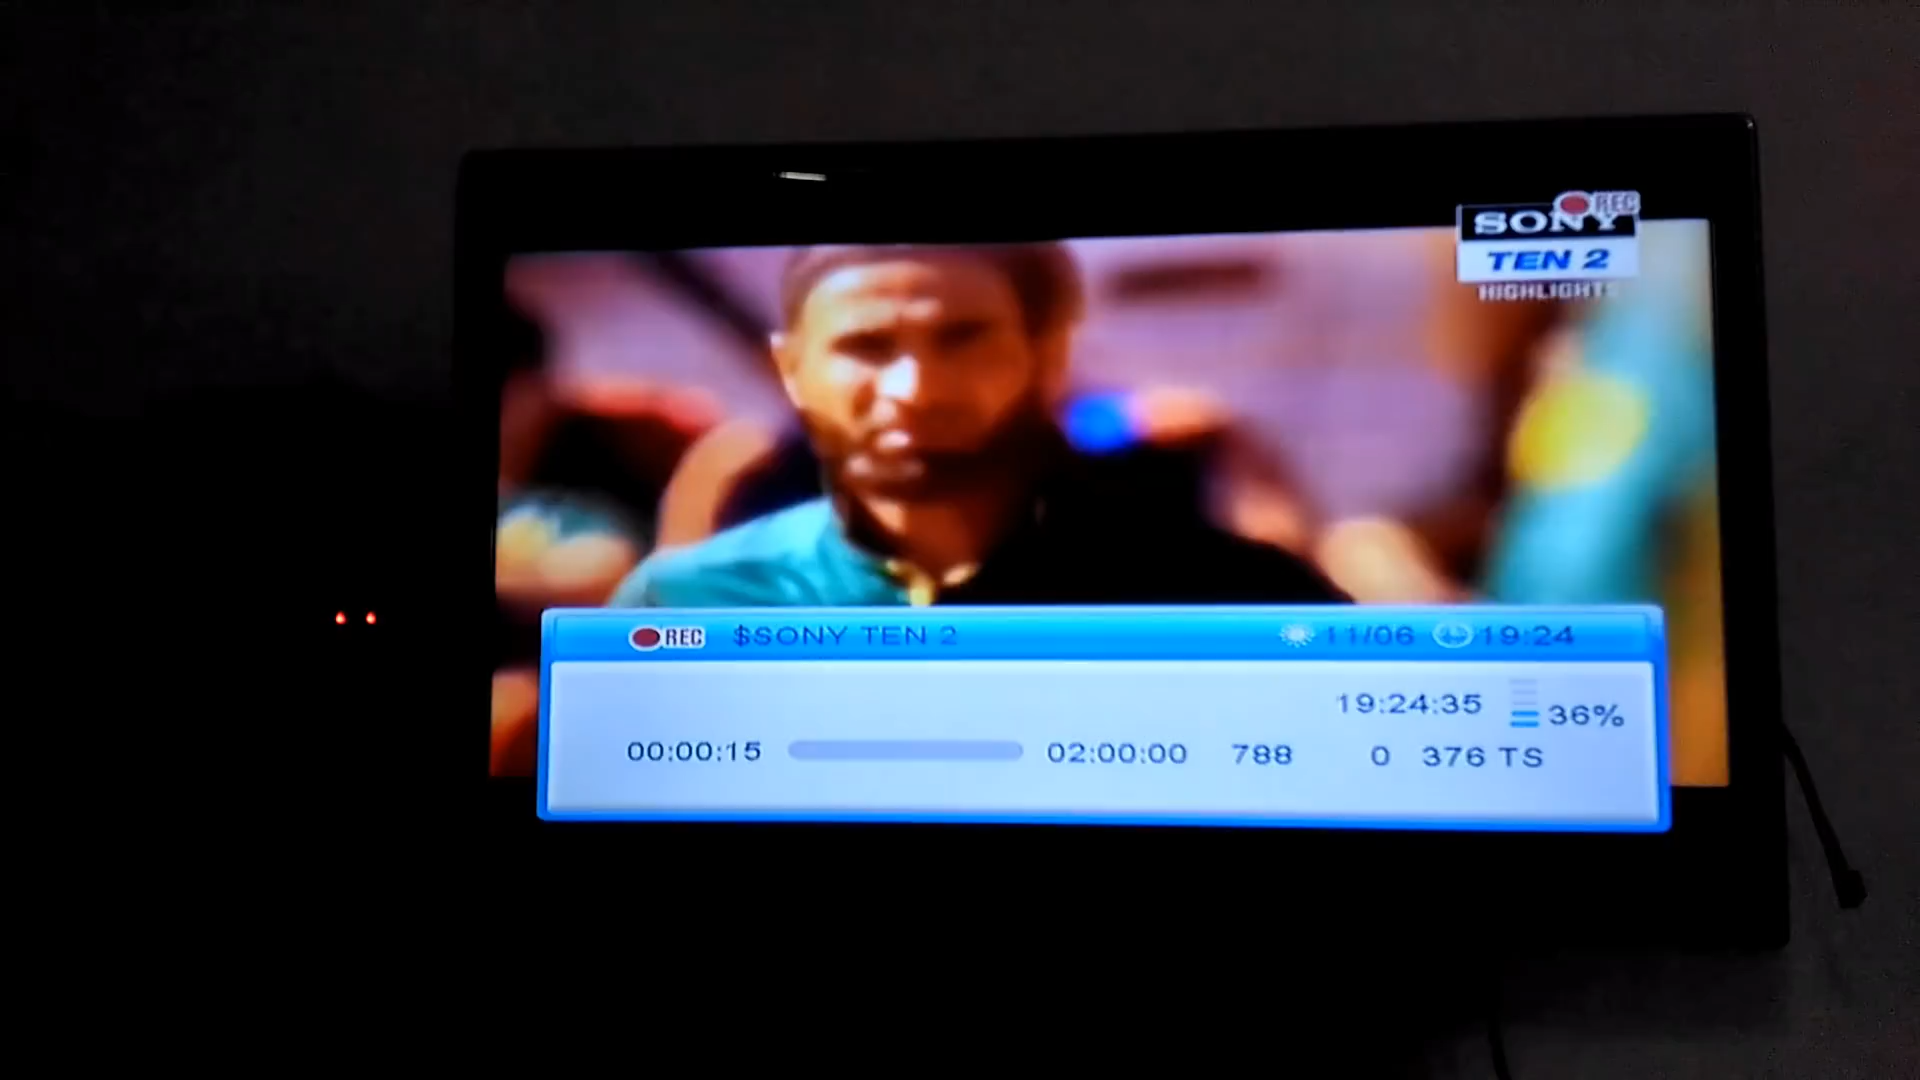 REC
SONY
TEN 2
HIGHLIGHTS
REC $SONY TEN 2 11/06 19:24
19:24:35 36%
00:00:15 02:00:00 788 0 376 TS